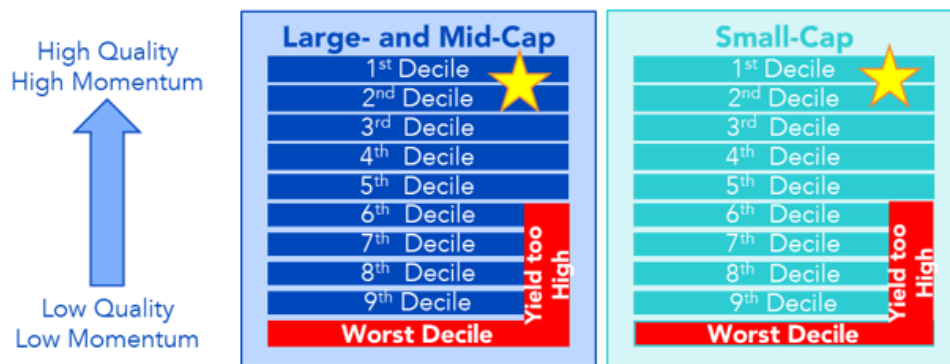 High Quality
High Momentum
Low Quality
Low Momentum
Large- and Mid-Cap
1st Decile
2nd Decile
3rd Decile
4th Decile
5th Decile
6th Decile
7th Decile
8th Decile
9th Decile
Worst Decile
Yield too
High
Small-Cap
1st Decile
2nd Decile
3rd Decile
4th Decile
5th Decile
6th Decile
7th Decile
8th Decile
9th Decile
Worst Decile
Yield too
High